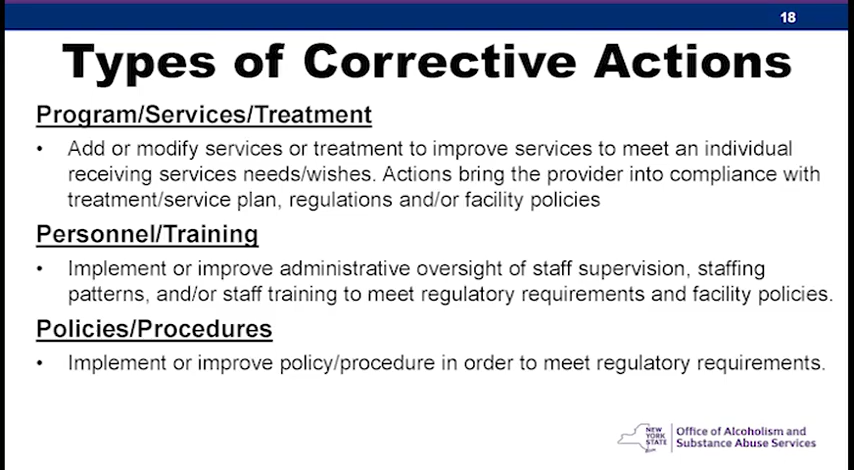 18
Types of Corrective Actions
Program/Services/Treatment
• Add or modify services or treatment to improve services to meet an individual
receiving services needs/wishes. Actions bring the provider into compliance with
treatment/service plan, regulations and/or facility policies
Personnel/Training
• Implement or improve administrative oversight of staff supervision, staffing
patterns, and/or staff training to meet regulatory requirements and facility policies.
Policies/Procedures
• Implement or improve policy/procedure in order to meet regulatory requirements.
NEW
YORK
STATE
Office of Alcoholism and
Substance Abuse Services